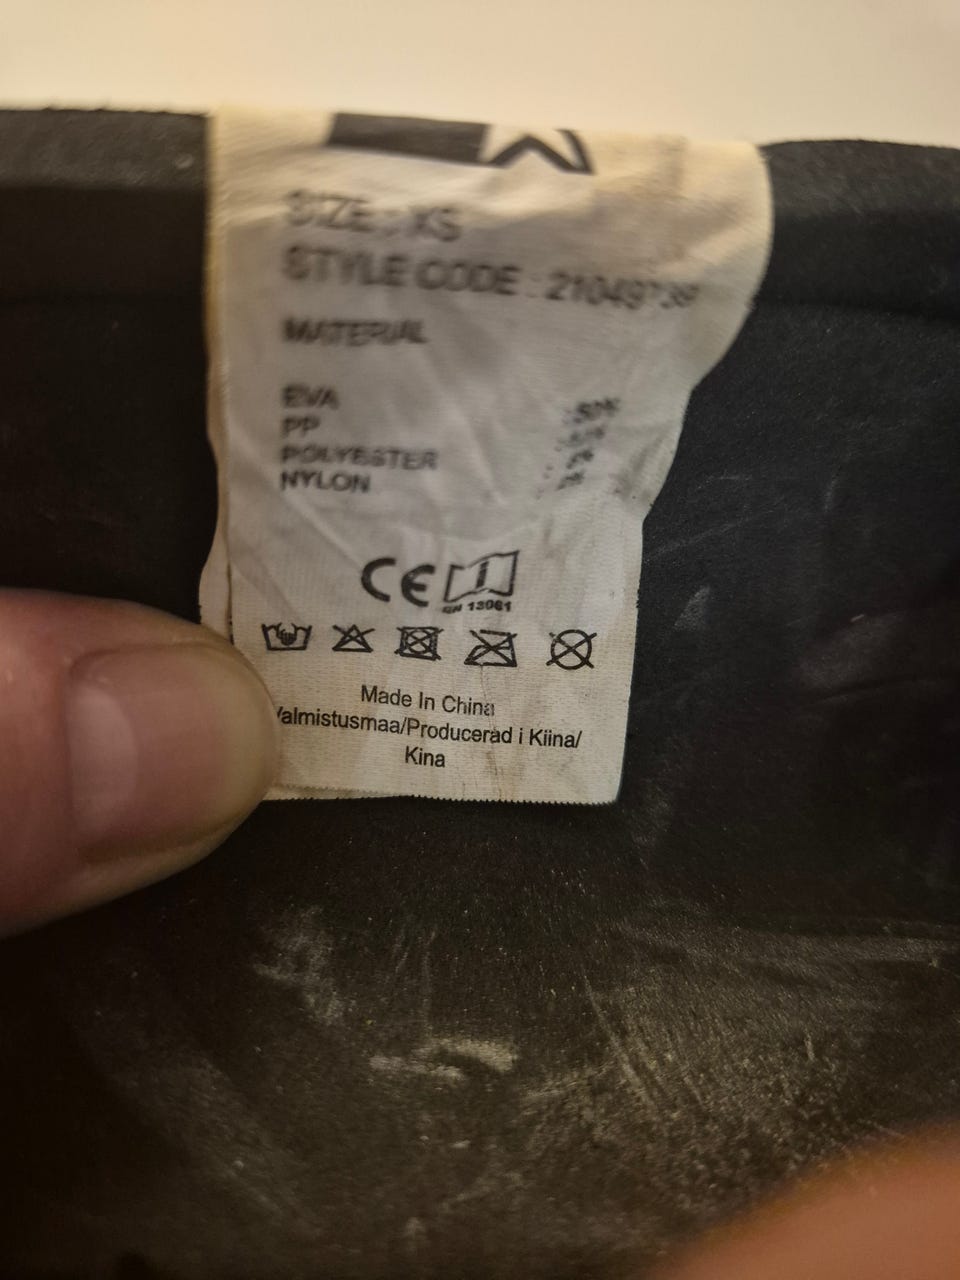 SIZE : XS
STYLE CODE : 21049739
MATERIAL
EVA
PP
POLYESTER
NYLON
CE
EN 13061
Made In China
Valmistusmaa/Producerad i Kiina/
Kina